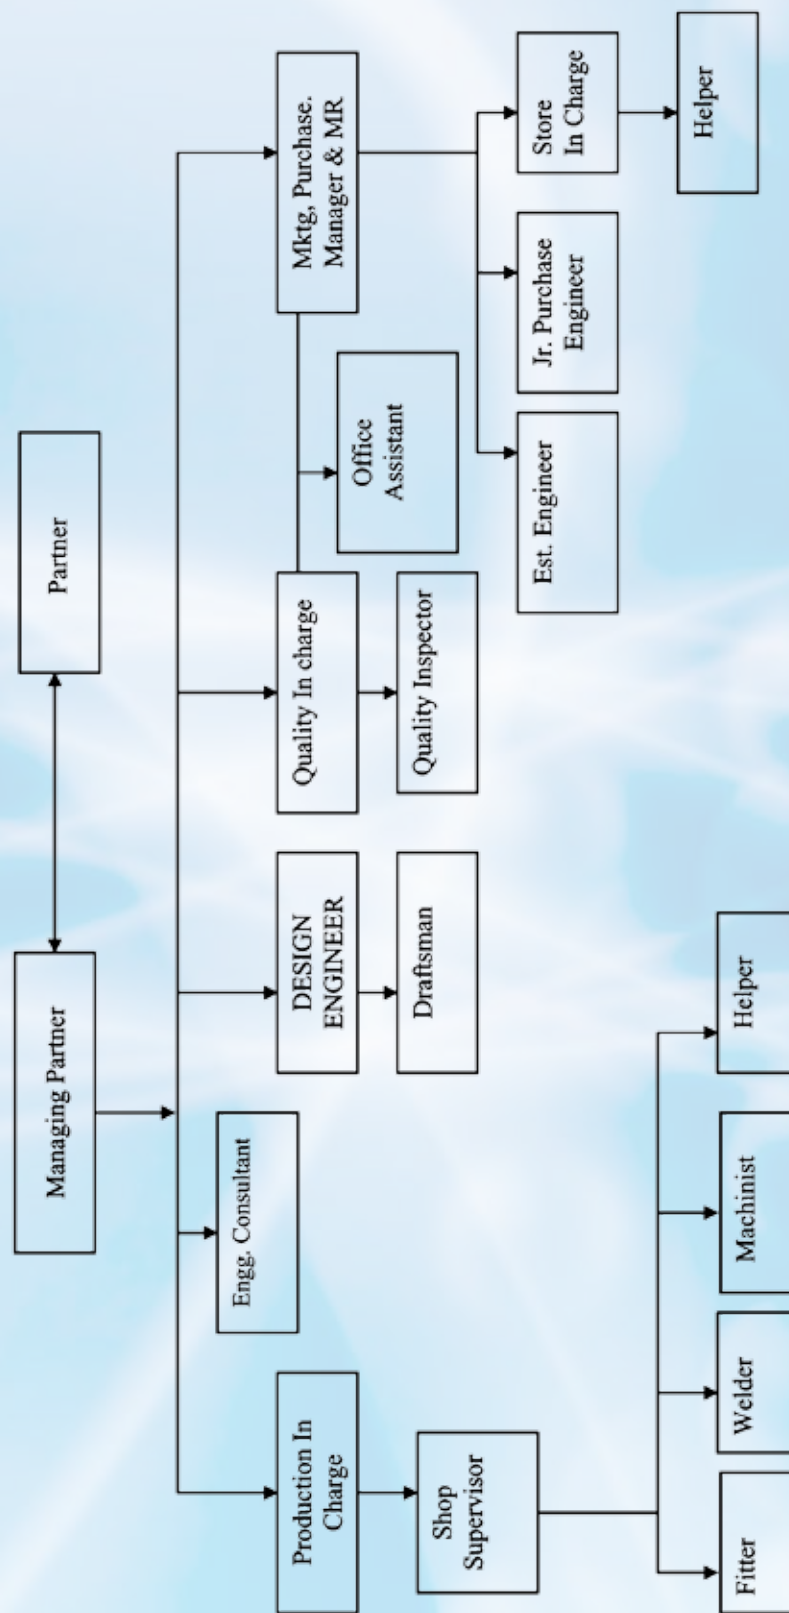 Managing Partner
Partner
Engg. Consultant
Production In
Charge
DESIGN
ENGINEER
Quality In charge
Mktg, Purchase.
Manager & MR
Office
Assistant
Shop
Supervisor
Draftsman
Quality Inspector
Est. Engineer
Jr. Purchase
Engineer
Store
In Charge
Fitter
Welder
Machinist
Helper
Helper